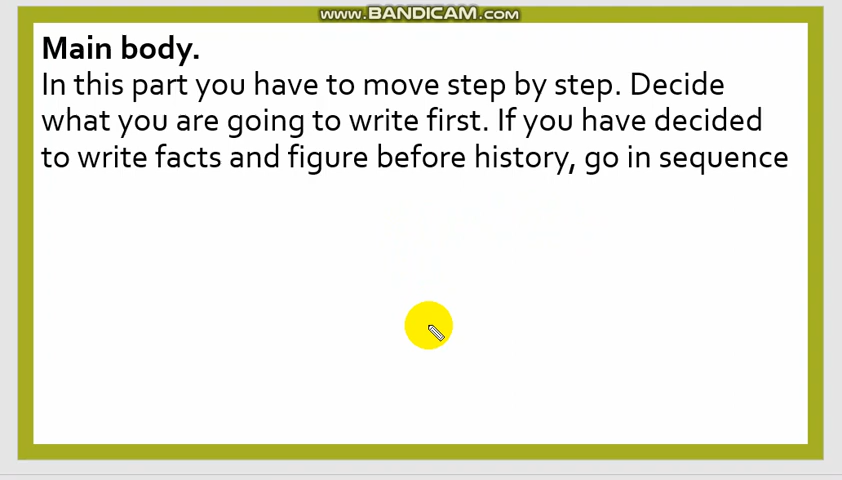 www.BANDICAM.com
Main body.
In this part you have to move step by step. Decide
what you are going to write first. If you have decided
to write facts and figure before history, go in sequence